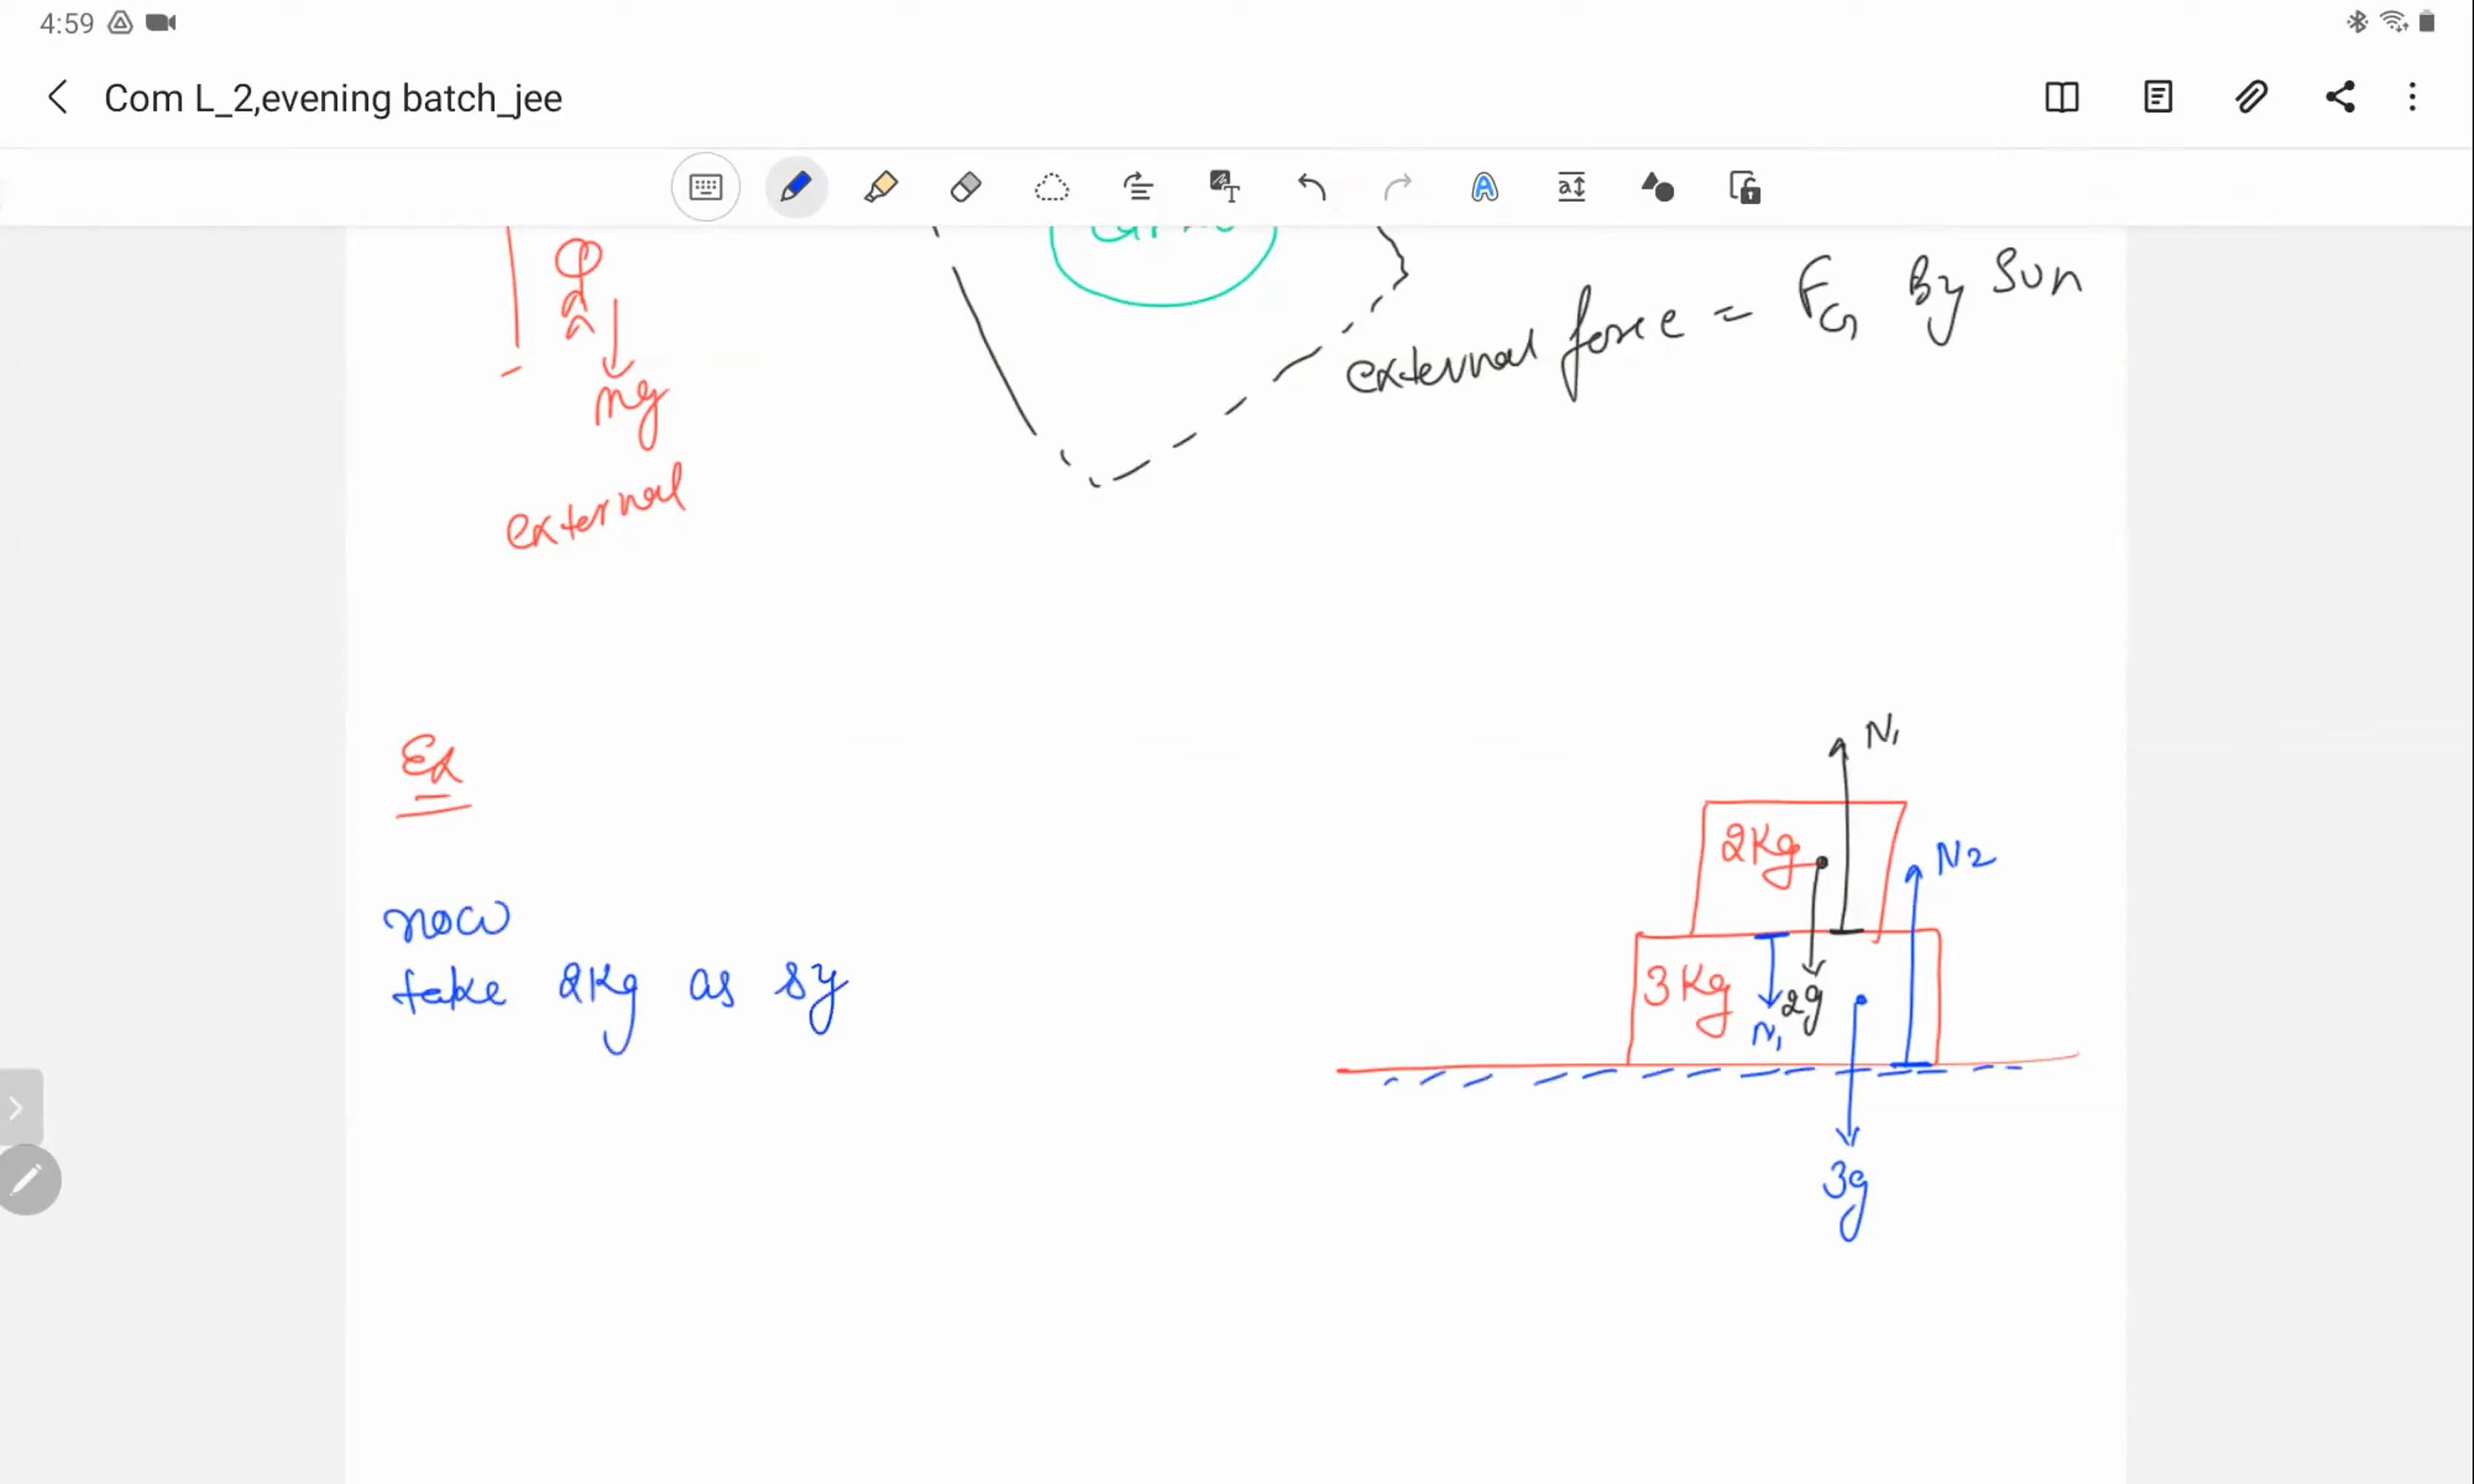 4:59
Com L_2,evening batch_jee
mg
external
external force = FG By Sun
Ex
now
take 2Kg as sy
N1
2Kg
N2
3Kg
N1
2g
3g